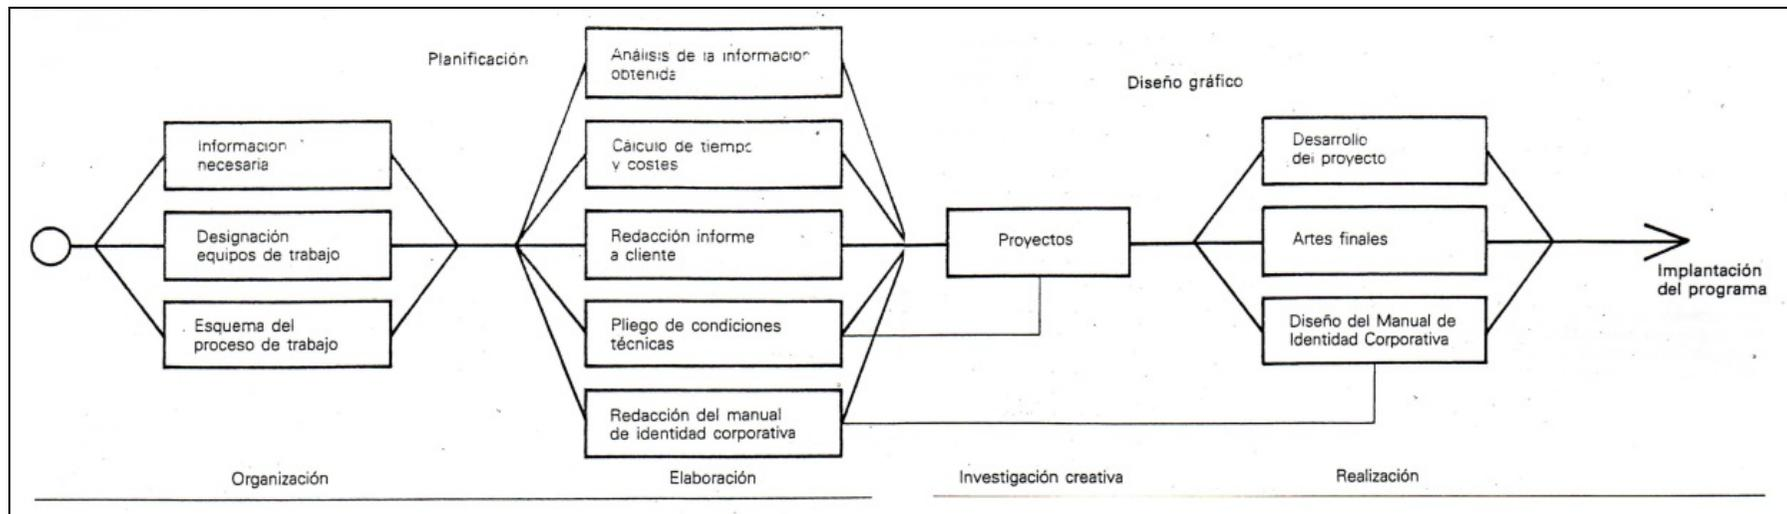 Planificación
Análisis de la informacion
obtenida
Diseño gráfico
Informacion
necesaria
Cálculo de tiempo
y costes
Desarrollo
del proyecto
Designación
equipos de trabajo
Redacción informe
a cliente
Proyectos
Artes finales
Implantación
del programa
Esquema del
proceso de trabajo
Pliego de condiciones
técnicas
Diseño del Manual de
Identidad Corporativa
Redacción del manual
de identidad corporativa
Organización
Elaboración
Investigación creativa
Realización